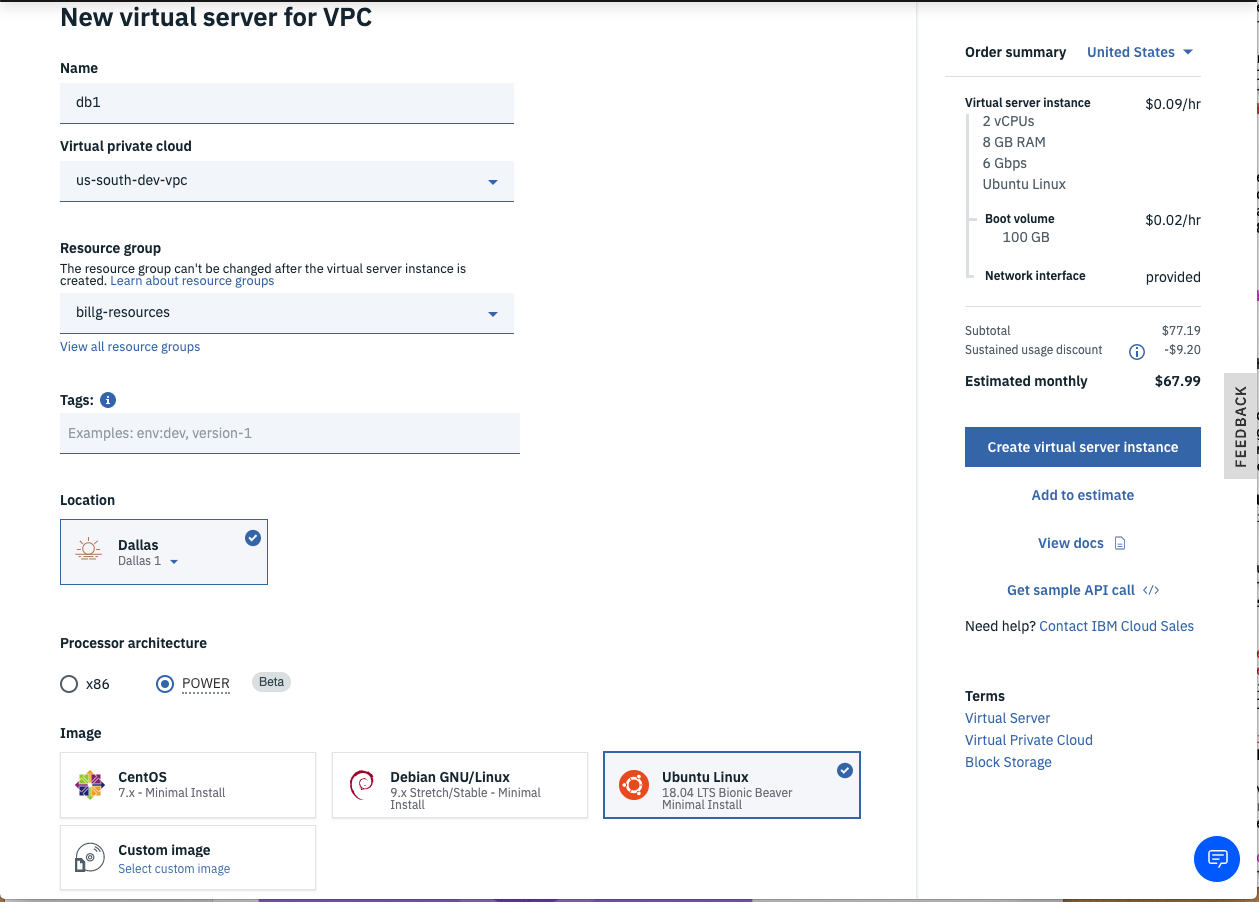 New virtual server for VPC
Name
db1
Virtual private cloud
us-south-dev-vpc
Resource group
The resource group can't be changed after the virtual server instance is
created. Learn about resource groups
billg-resources
View all resource groups
Tags:
Examples: env:dev, version-1
Location
Dallas
Dallas 1
Processor architecture
x86
POWER
Beta
Image
CentOS
7.x - Minimal Install
Debian GNU/Linux
9.x Stretch/Stable - Minimal
Install
Ubuntu Linux
18.04 LTS Bionic Beaver
Minimal Install
Custom image
Select custom image
Order summary United States
Virtual server instance $0.09/hr
2 vCPUs
8 GB RAM
6 Gbps
Ubuntu Linux
Boot volume $0.02/hr
100 GB
Network interface provided
Subtotal $77.19
Sustained usage discount -$9.20
Estimated monthly $67.99
Create virtual server instance
Add to estimate
View docs
Get sample API call </>
Need help? Contact IBM Cloud Sales
Terms
Virtual Server
Virtual Private Cloud
Block Storage
FEEDBACK